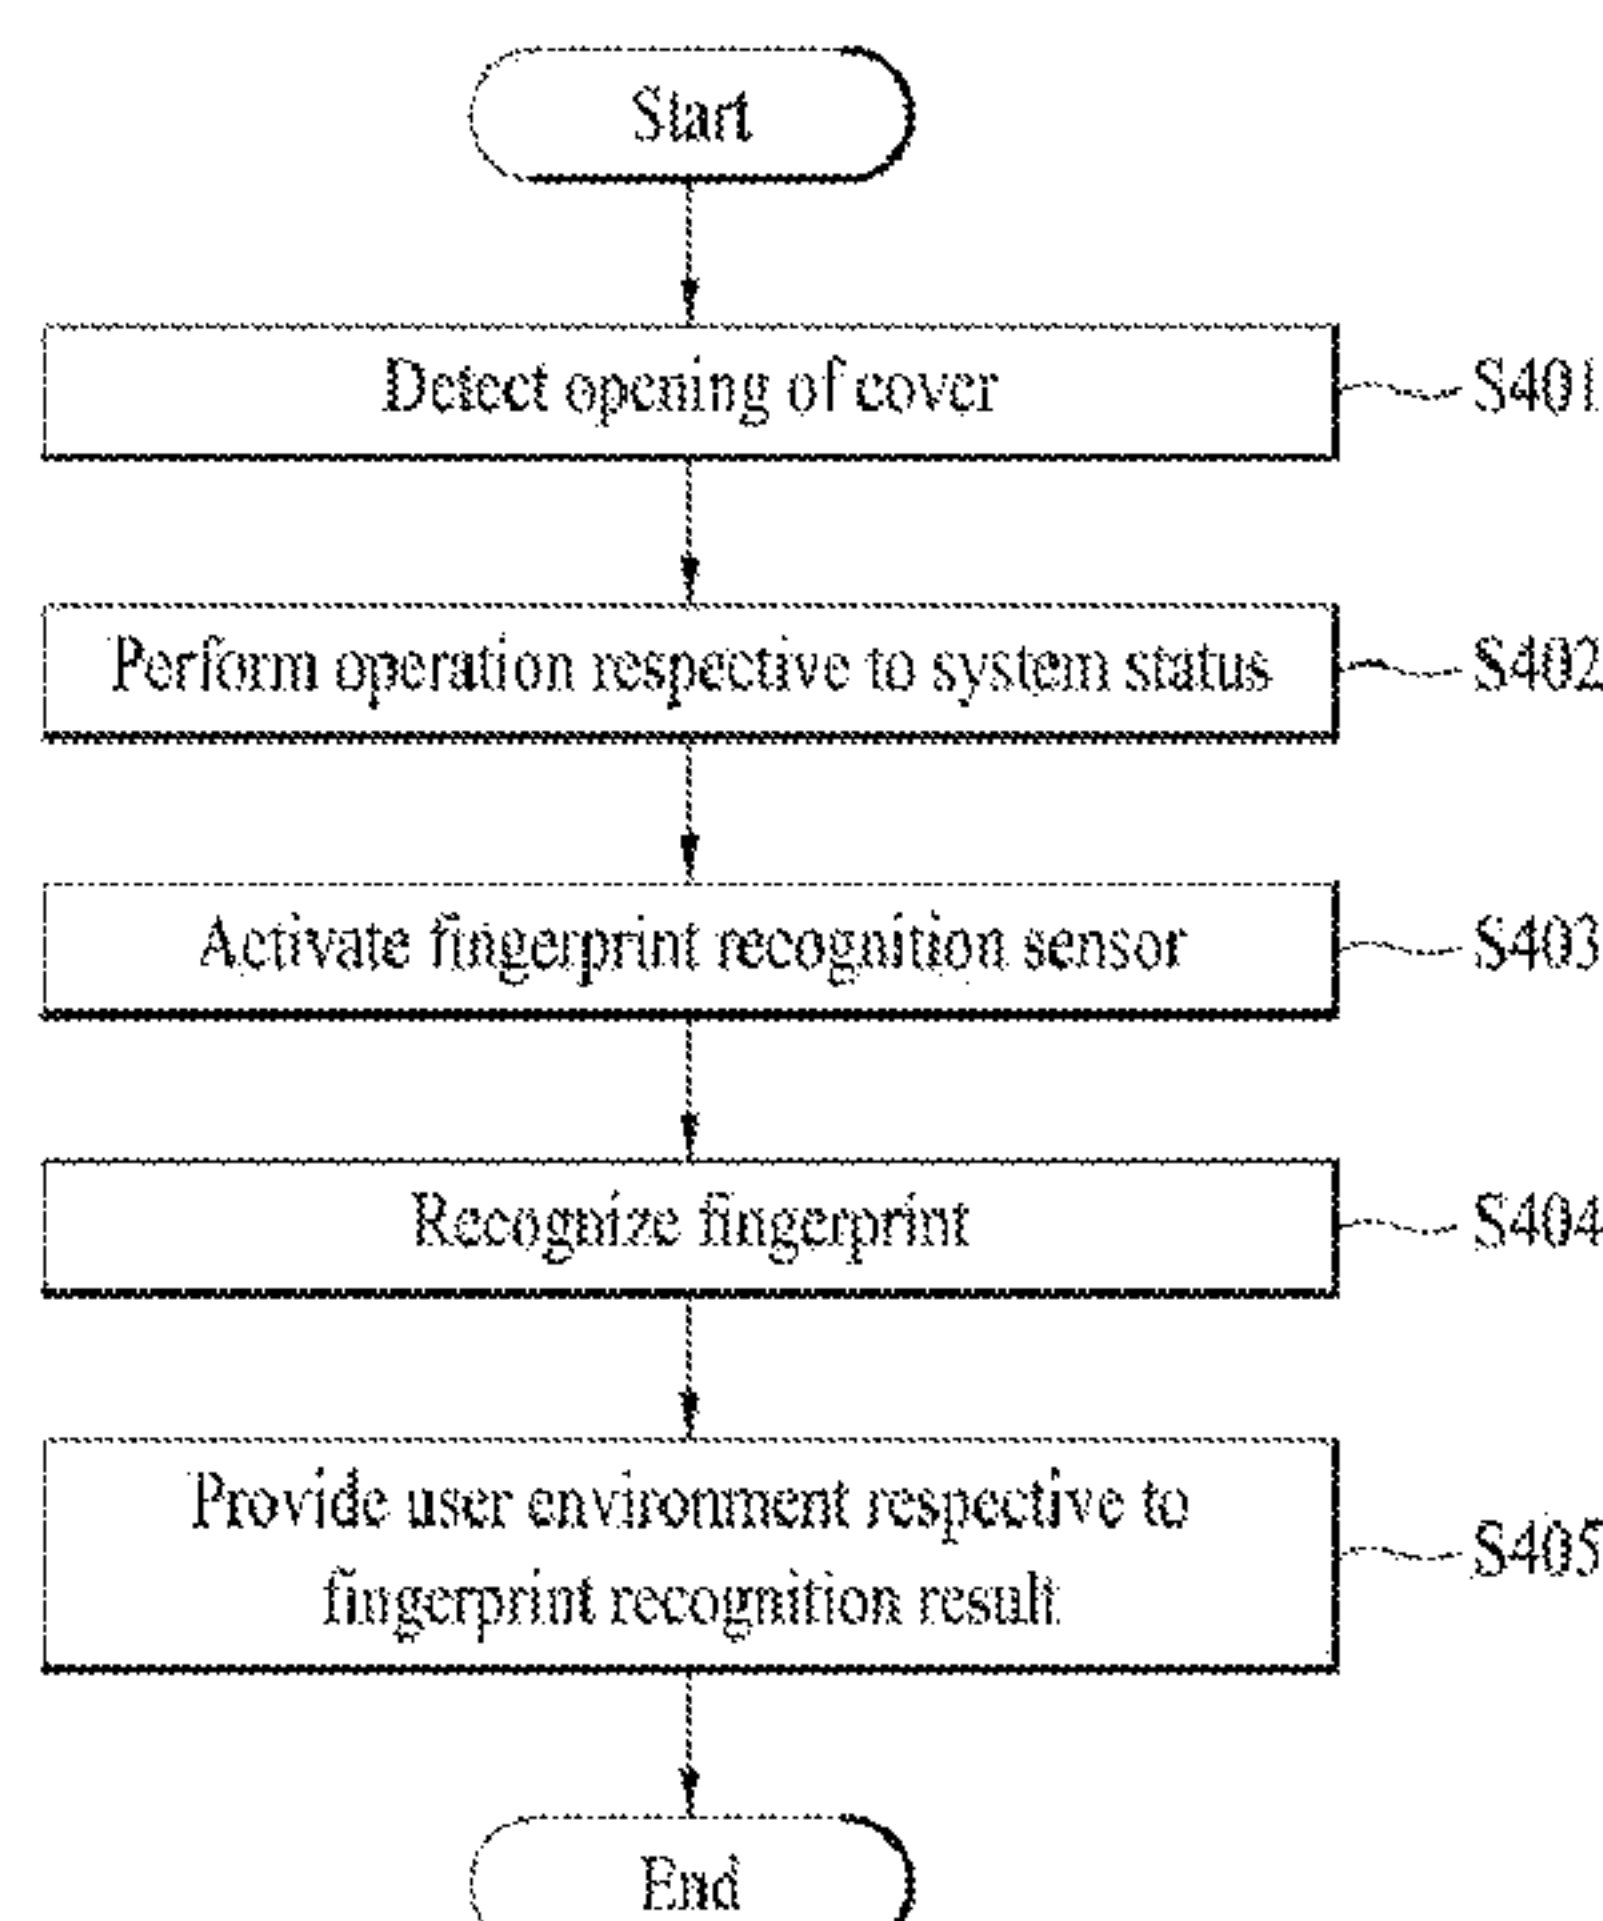 Start
Detect opening of cover
S401
Perform operation respective to system status
S402
Activate fingerprint recognition sensor
S403
Recognize fingerprint
S404
Provide user environment respective to
fingerprint recognition result
S405
End